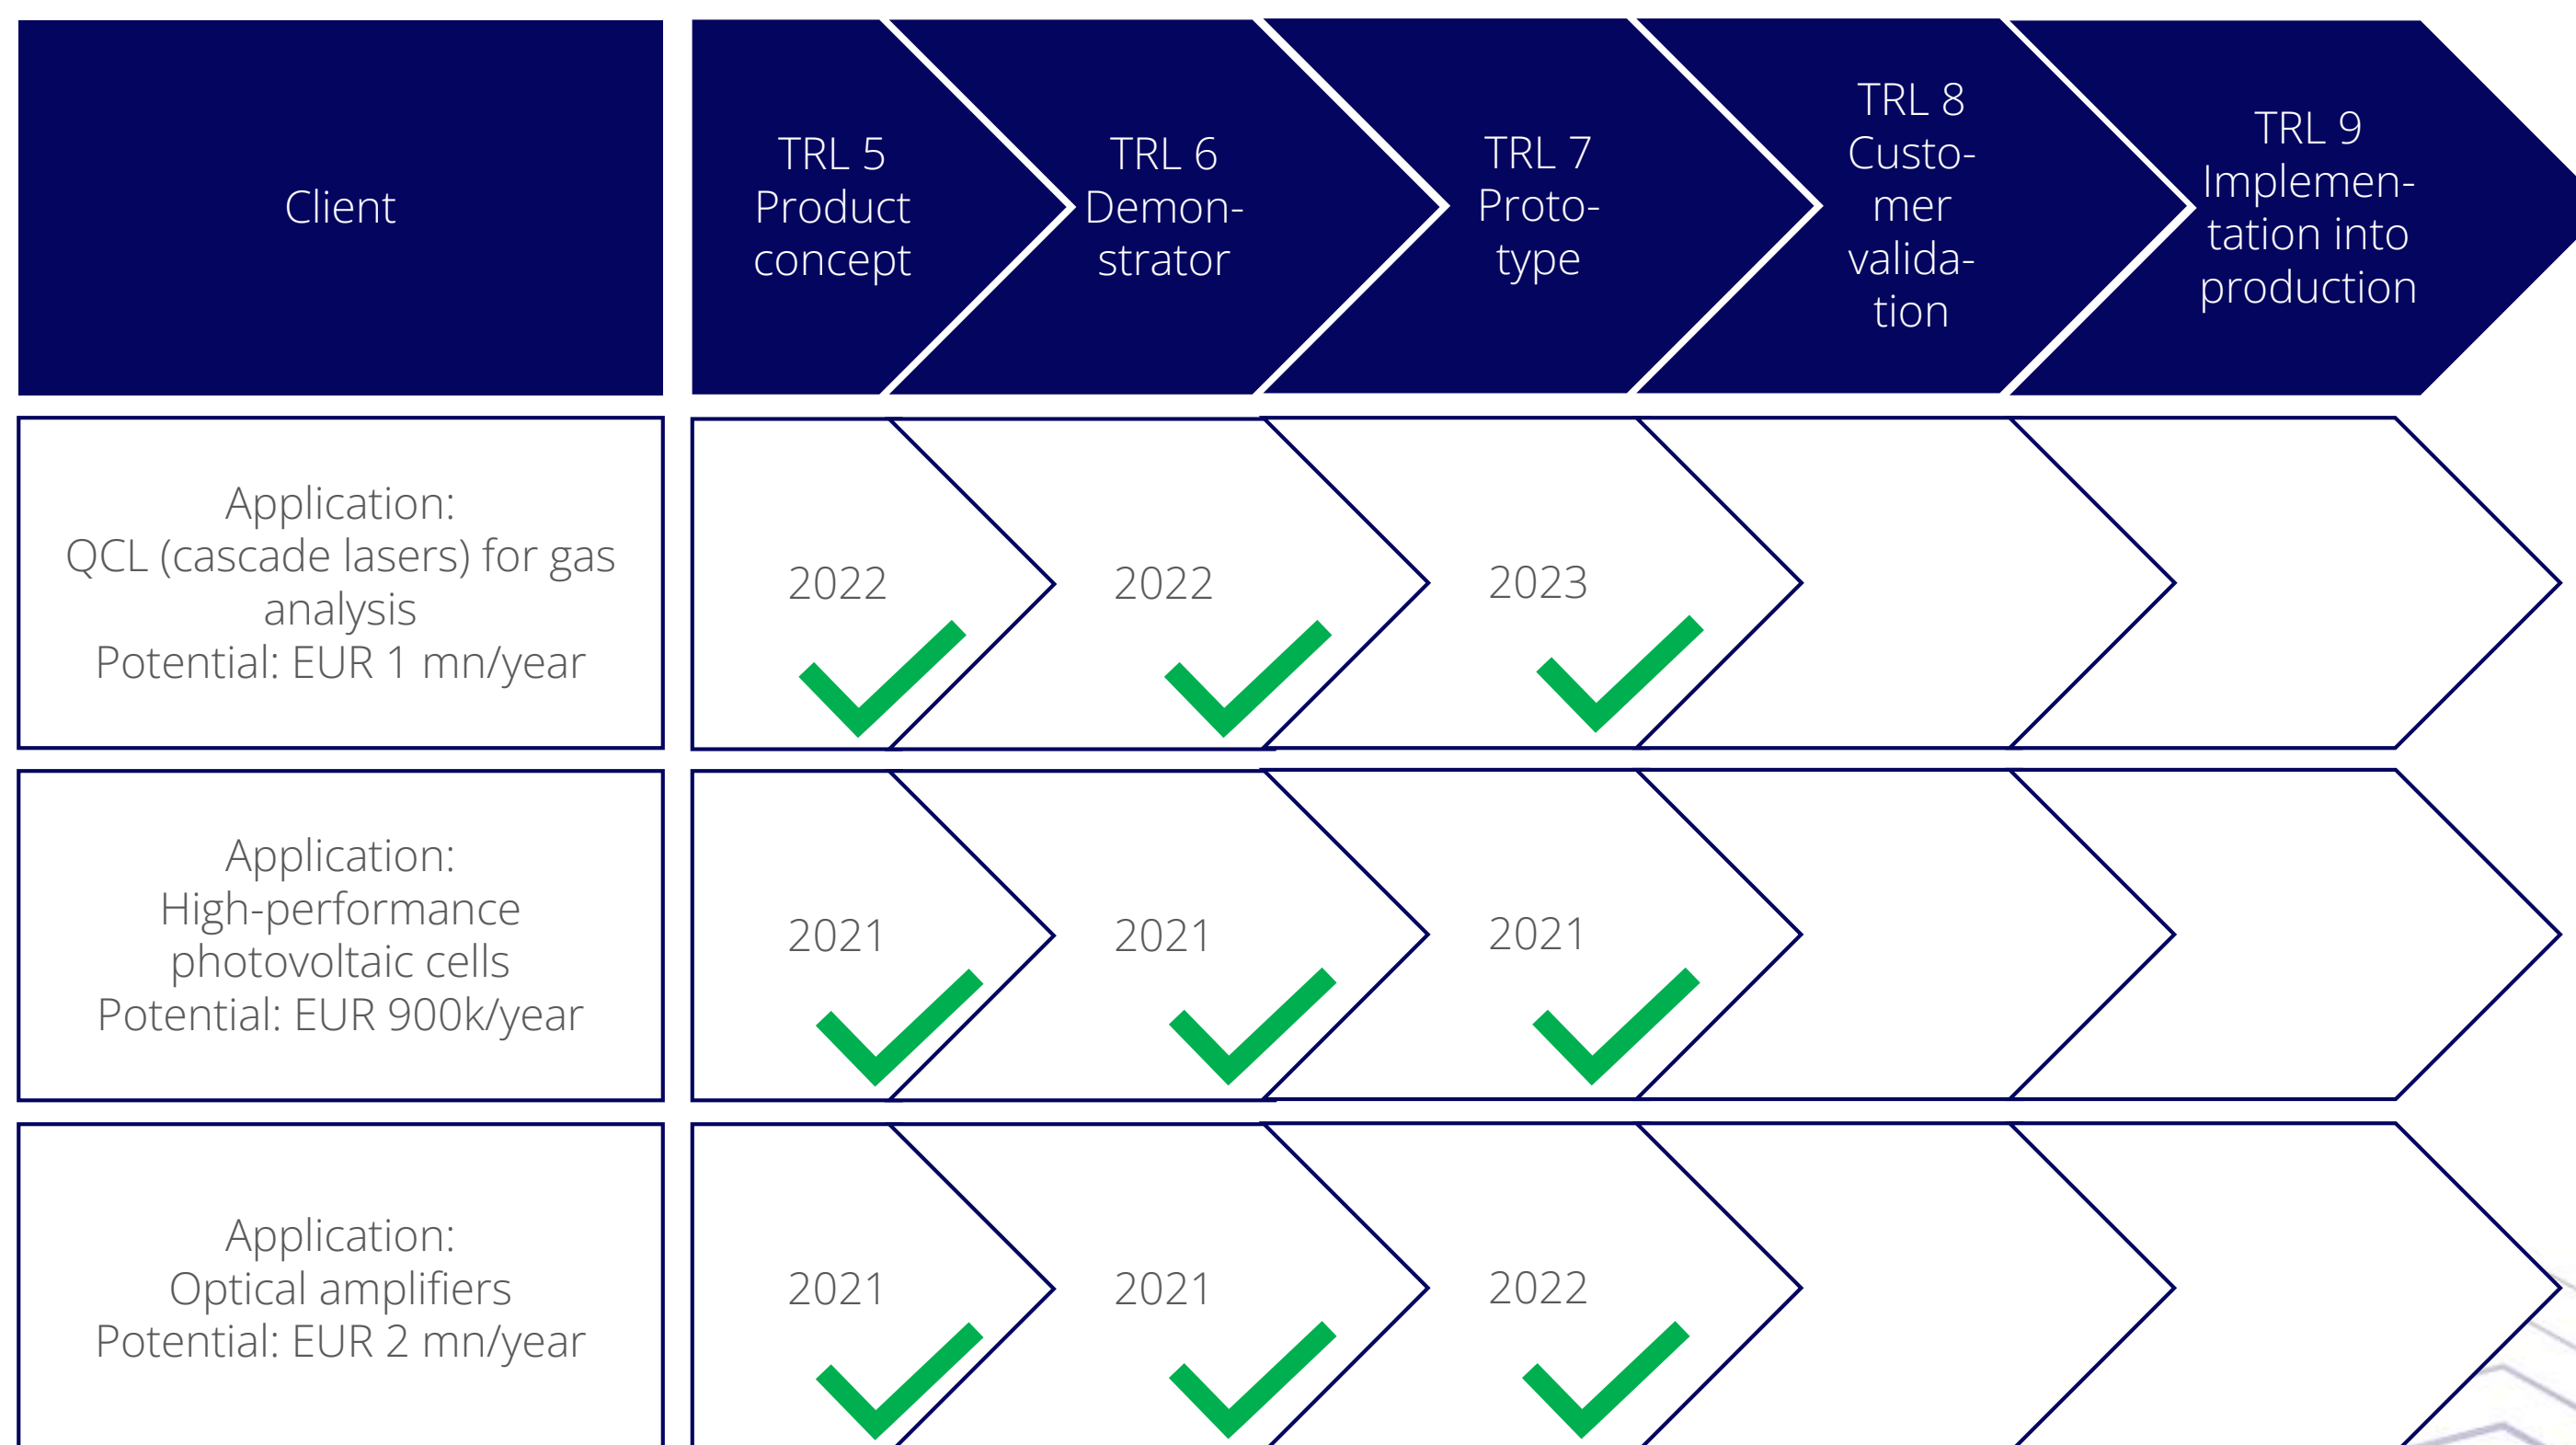 Client
TRL 5
Product
concept
TRL 6
Demon-
strator
TRL 7
Proto-
type
TRL 8
Custo-
mer
valida-
tion
TRL 9
Implemen-
tation into
production
Application:
QCL (cascade lasers) for gas
analysis
Potential: EUR 1 mn/year
2022
2022
2023
Application:
High-performance
photovoltaic cells
Potential: EUR 900k/year
2021
2021
2021
Application:
Optical amplifiers
Potential: EUR 2 mn/year
2021
2021
2022